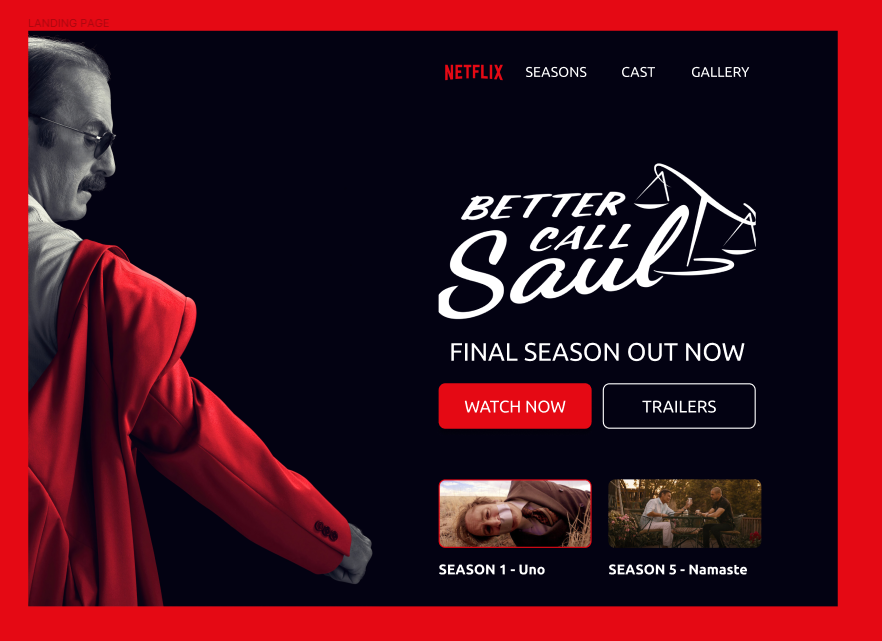 LANDING PAGE
NETFLIX SEASONS CAST GALLERY
BETTER
CALL
Saul
FINAL SEASON OUT NOW
WATCH NOW TRAILERS
SEASON 1 - Uno SEASON 5 - Namaste